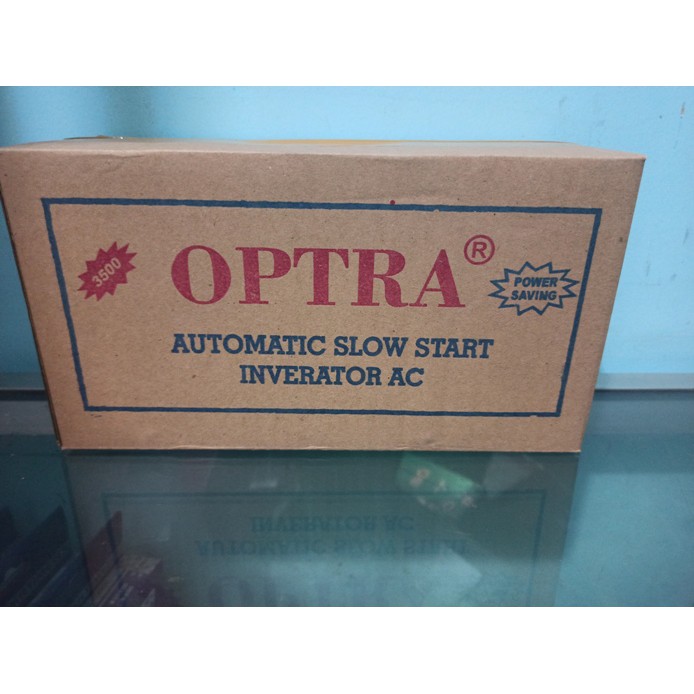 3500
OPTRA®
POWER
SAVING
AUTOMATIC SLOW START
INVERATOR AC